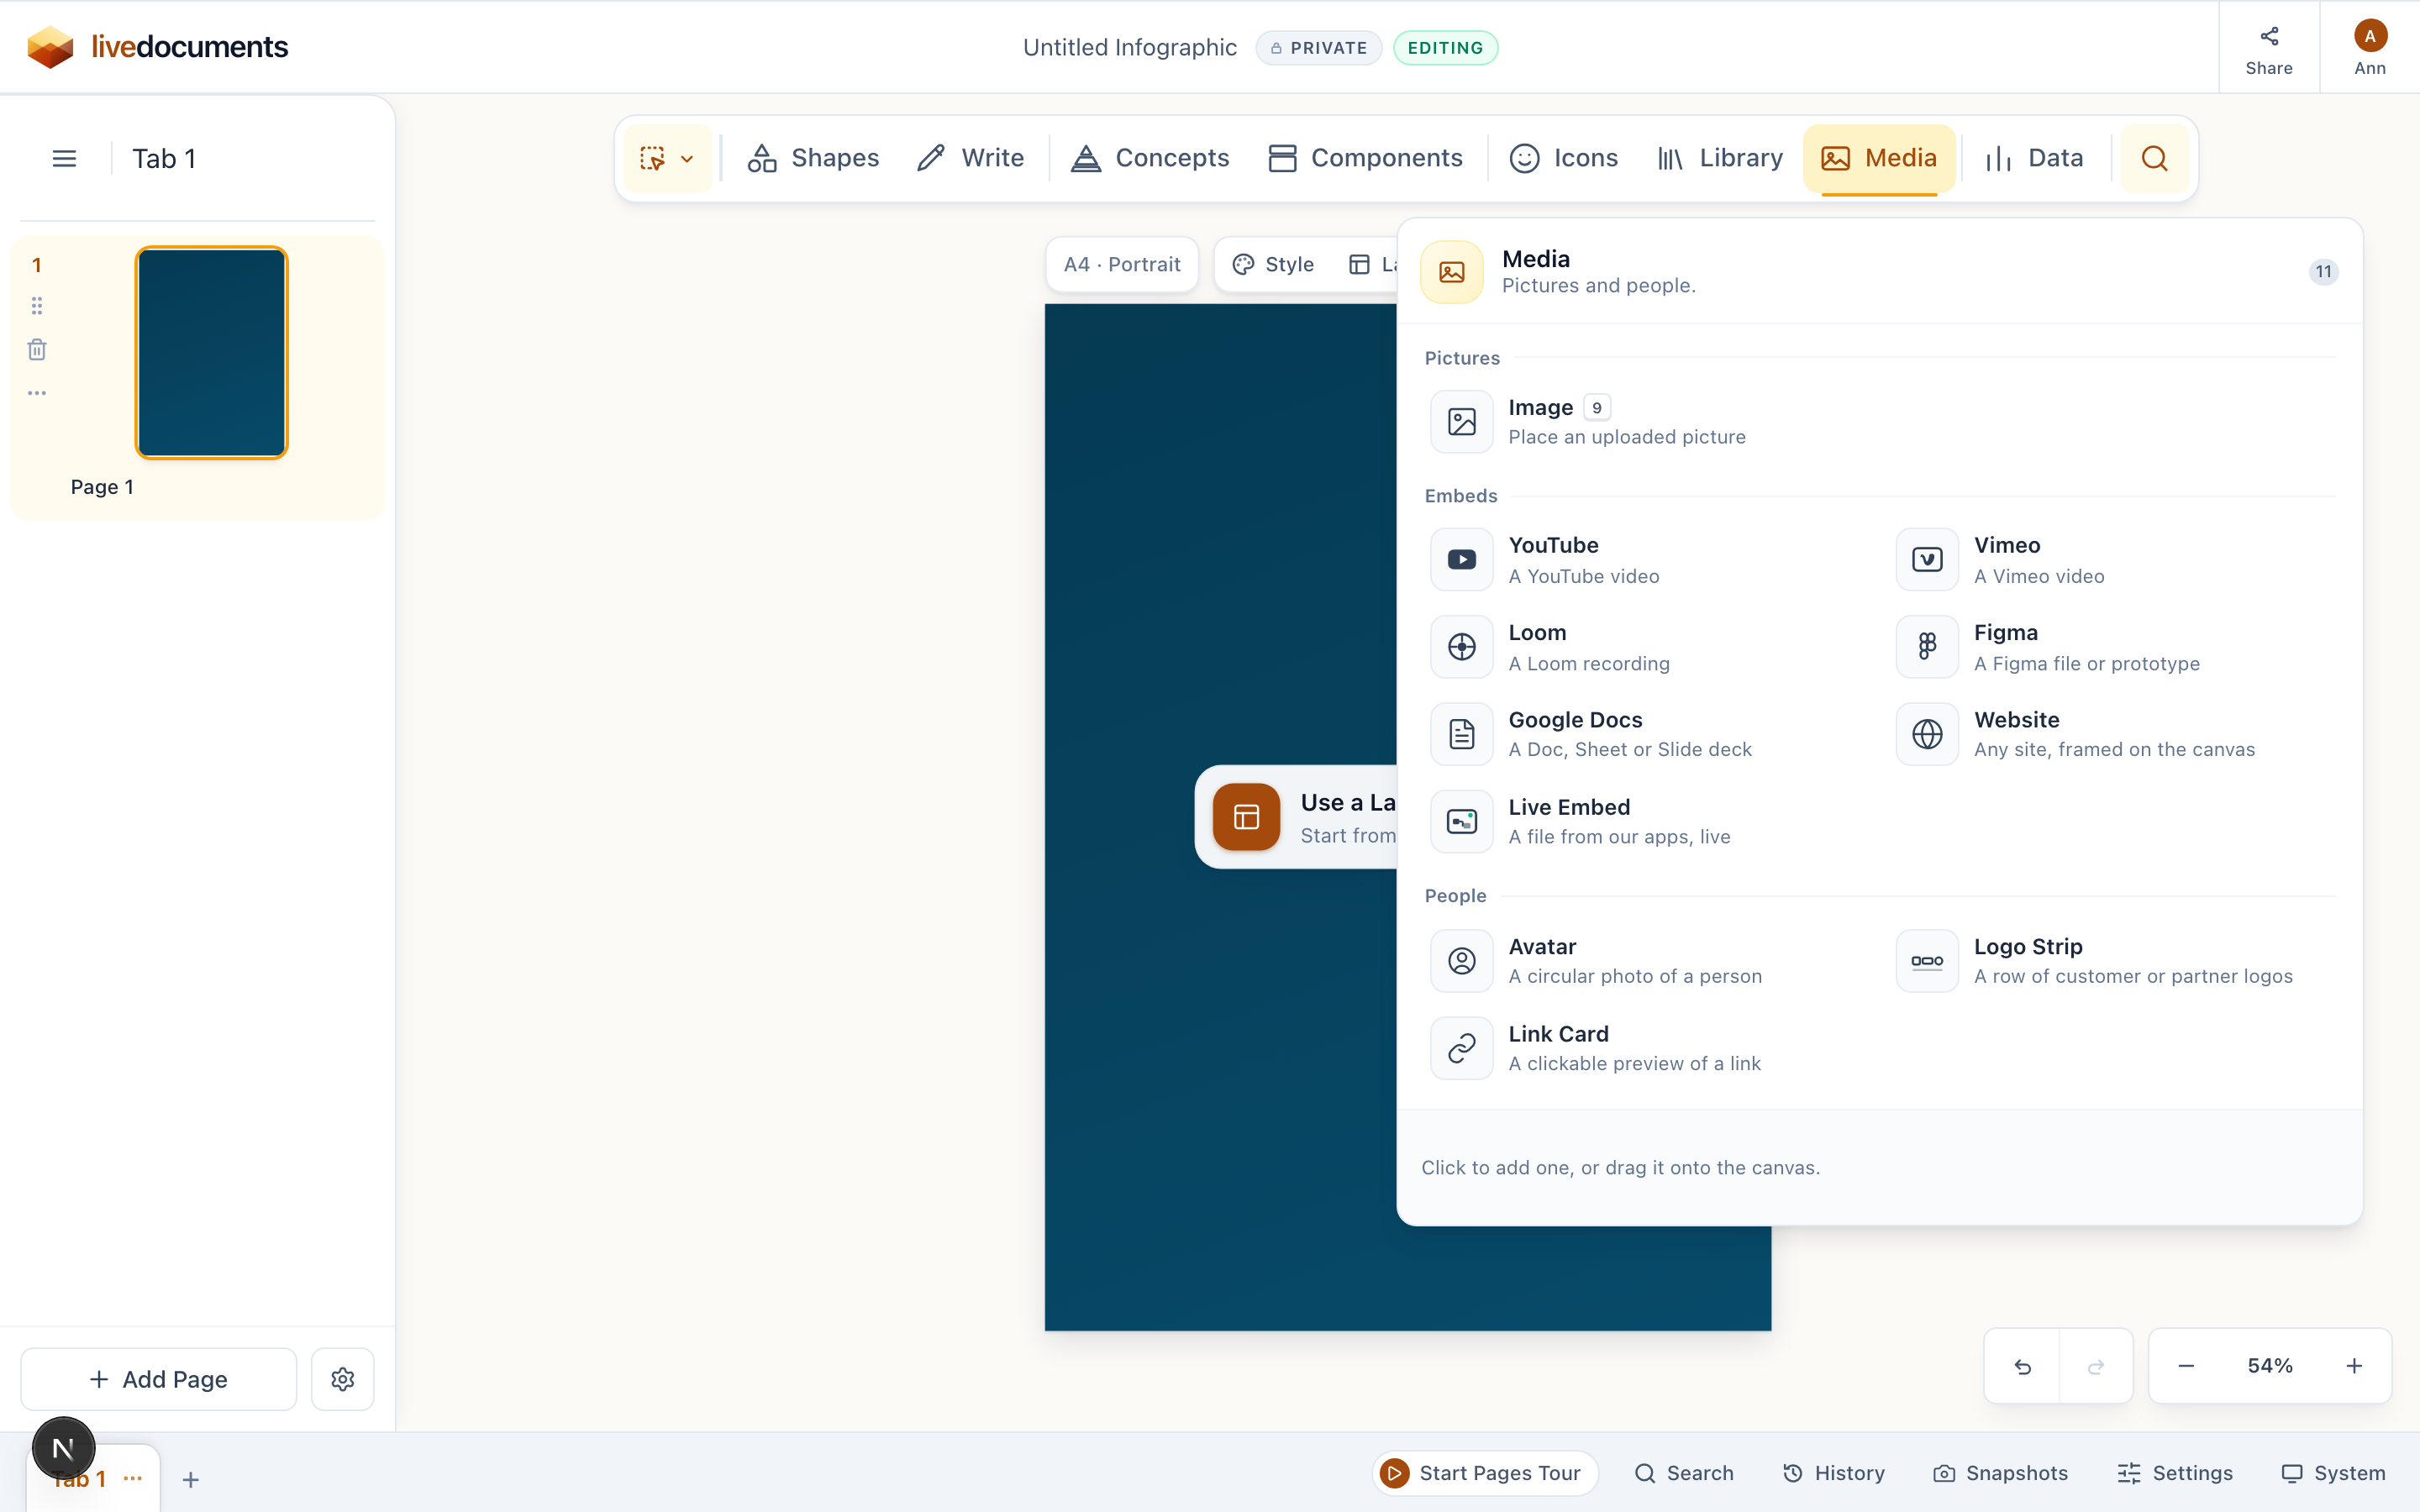 livedocuments
Untitled Infographic
PRIVATE
EDITING
Share
A
Ann
Tab 1
Shapes
Write
Concepts
Components
Icons
Library
Media
Data
1
Page 1
A4 · Portrait
Style
Media
Pictures and people.
11
Pictures
Image 9
Place an uploaded picture
Embeds
YouTube
A YouTube video
Vimeo
A Vimeo video
Loom
A Loom recording
Figma
A Figma file or prototype
Google Docs
A Doc, Sheet or Slide deck
Website
Any site, framed on the canvas
Live Embed
A file from our apps, live
People
Avatar
A circular photo of a person
Logo Strip
A row of customer or partner logos
Link Card
A clickable preview of a link
Click to add one, or drag it onto the canvas.
Use a La
Start from
Add Page
54%
N
Tab 1
Start Pages Tour
Search
History
Snapshots
Settings
System